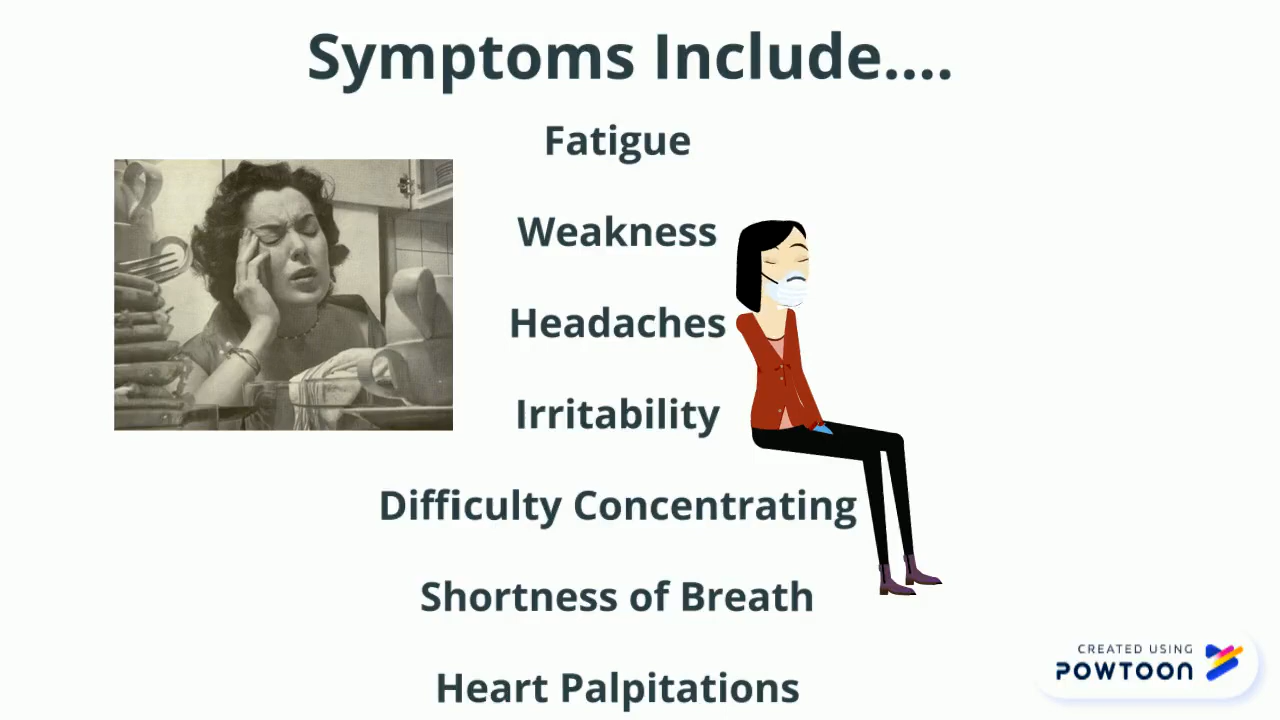 Symptoms Include....
Fatigue
Weakness
Headaches
Irritability
Difficulty Concentrating
Shortness of Breath
Heart Palpitations
CREATED USING
POWTOON